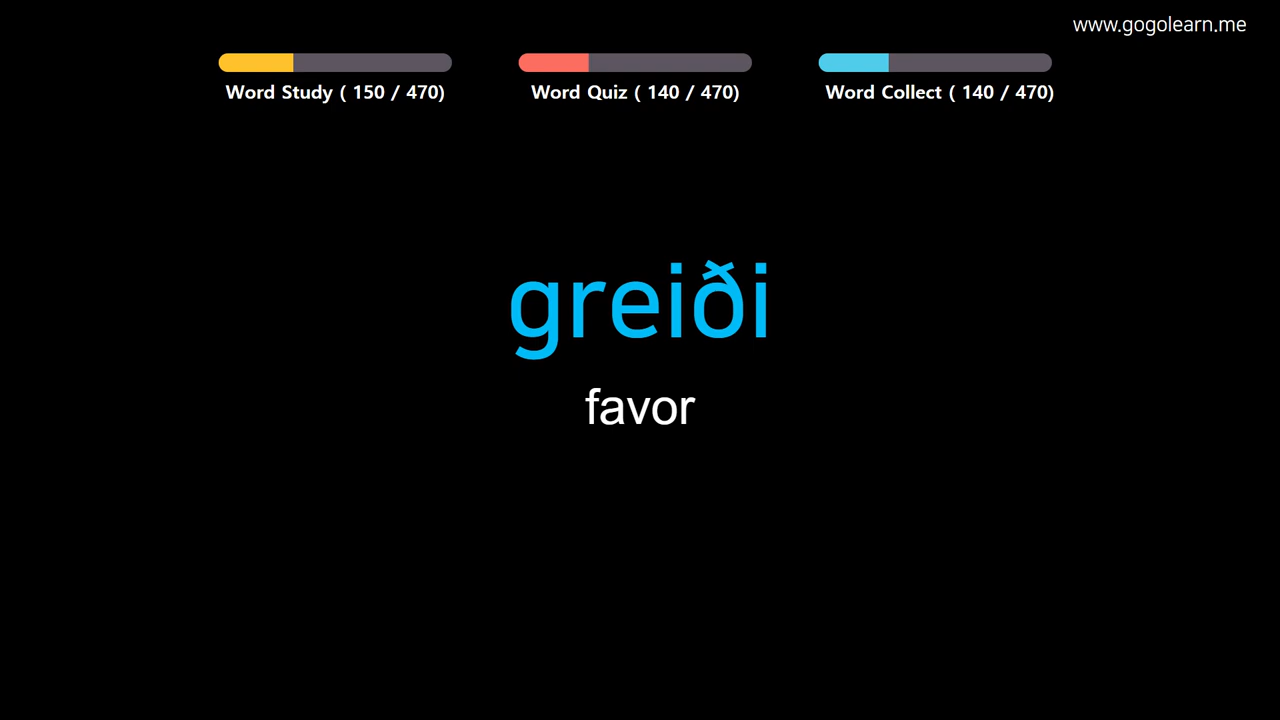 www.gogolearn.me
Word Study ( 150 / 470)
Word Quiz ( 140 / 470)
Word Collect ( 140 / 470)
greiði
favor